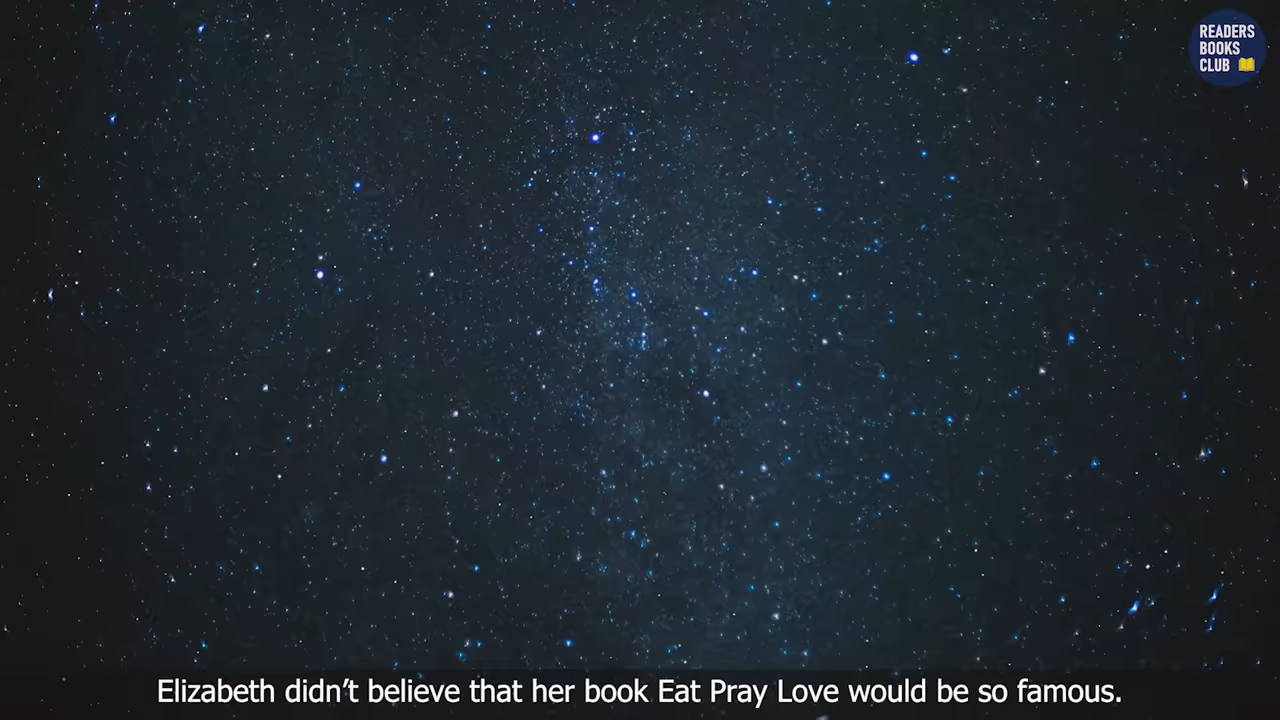 READERS
BOOKS
CLUB
Elizabeth didn't believe that her book Eat Pray Love would be so famous.